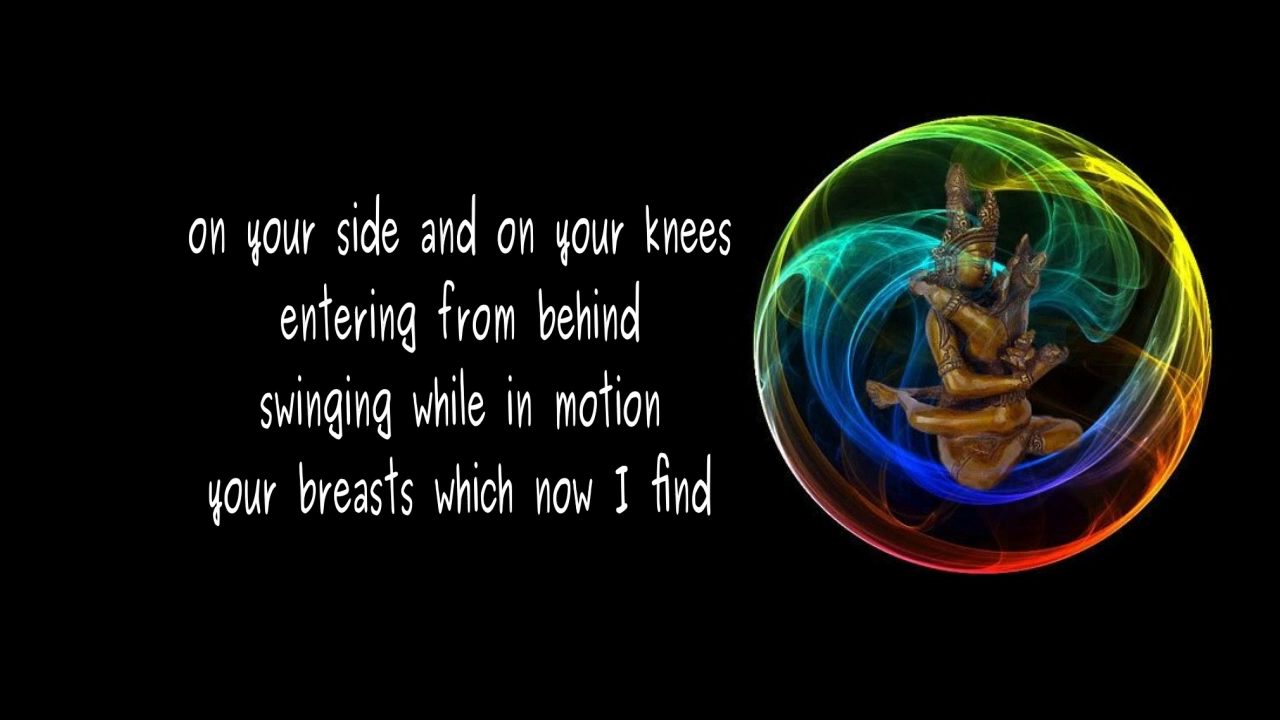 on your side and on your knees
entering from behind
swinging while in motion
your breasts which now I find